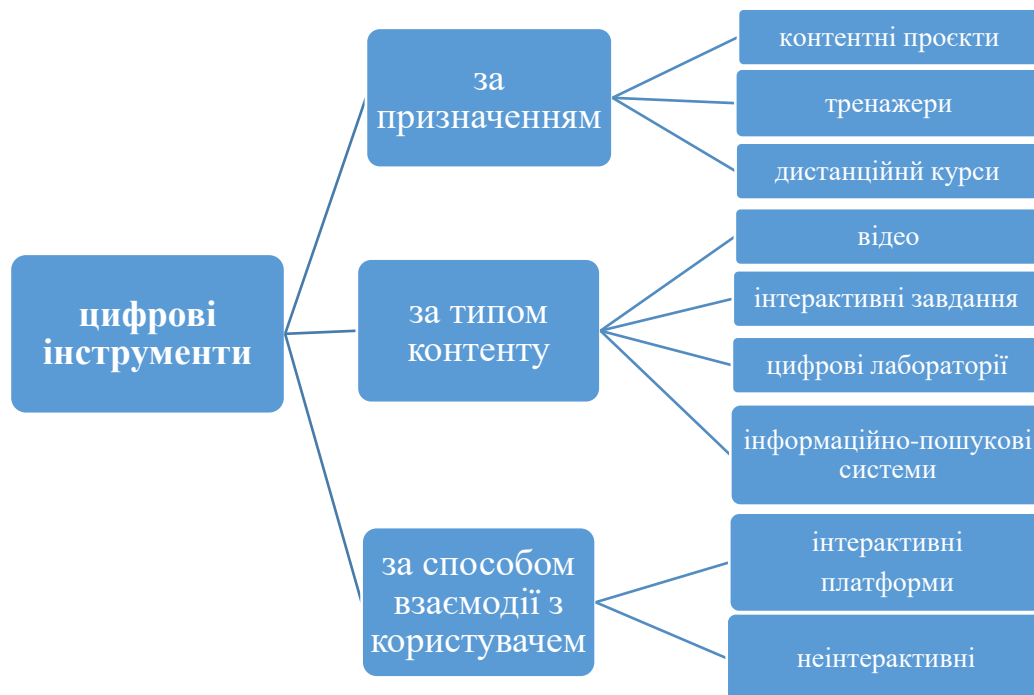 цифрові
інструменти
за
призначенням
контентні проєкти
тренажери
дистанційнй курси
за типом
контенту
відео
інтерактивні завдання
цифрові лабораторії
інформаційно-пошукові
системи
за способом
взаємодії з
користувачем
інтерактивні
платформи
неінтерактивні